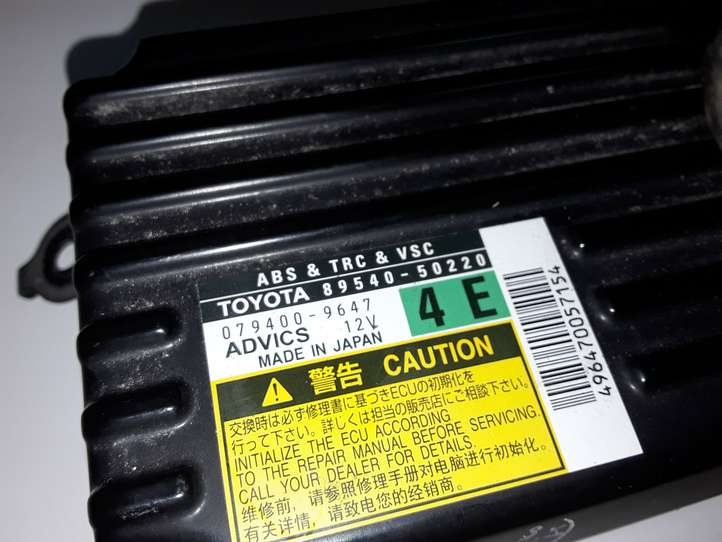 ABS & TRC & VSC
TOYOTA 89540-50220
079400-9647
4E
ADVICS 12V
MADE IN JAPAN
496470057154
警告 CAUTION
交換時は必ず修理書に基づきECUの初期化を
行って下さい。詳しくは担当の販売店にご相談下さい。
INITIALIZE THE ECU ACCORDING
TO THE REPAIR MANUAL BEFORE SERVICING.
CALL YOUR DEALER FOR DETAILS.
维修前，请参照修理手册对电脑进行初始化。
有关详情，请致电您的经销商。